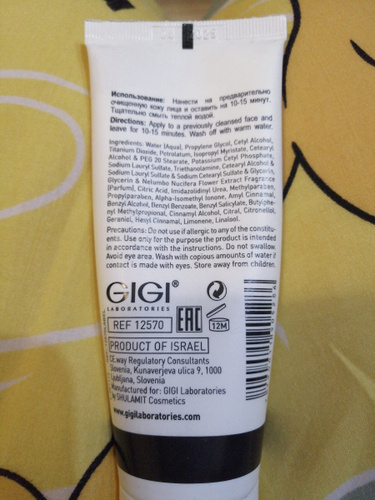 2025
Использование: Нанести на предварительно
очищенную кожу лица и оставить на 10-15 минут.
Тщательно смыть теплой водой.
Directions: Apply to a previously cleansed face and
leave for 10-15 minutes. Wash off with warm water.
Ingredients: Water (Aqua), Propylene Glycol, Cetyl Alcohol,
Titanium Dioxide, Petrolatum, Isopropyl Myristate, Cetearyl
Alcohol & PEG 20 Stearate, Potassium Cetyl Phosphate,
Sodium Lauryl Sulfate, Triethanolamine, Cetearyl Alcohol &
Sodium Lauryl Sulfate & Sodium Cetearyl Sulfate & Glycerin,
Glycerin & Nelumbo Nucifera Flower Extract Fragrance
(Parfum), Citric Acid, Imidazolidinyl Urea, Methylparaben,
Propylparaben, Alpha-Isomethyl Ionone, Amyl Cinnamal,
Benzyl Alcohol, Benzyl Benzoate, Benzyl Salicylate, Butylphe-
nyl Methylpropional, Cinnamyl Alcohol, Citral, Citronellol,
Geraniol, Hexyl Cinnamal, Limonene, Linalool.
Precautions: Do not use if allergic to any of the constitu-
ents. Use only for the purpose the product is intended
in accordance with the instructions. Do not swallow.
Avoid eye area. Wash with copious amounts of water if
contact is made with eyes. Store away from children.
GIGI®
LABORATORIES
REF 12570
EAC
12M
PRODUCT OF ISRAEL
CE.way Regulatory Consultants
Slovenia, Kunaverjeva ulica 9, 1000
Ljubljana, Slovenia
Manufactured for: GIGI Laboratories
by SHULAMIT Cosmetics
www.gigilaboratories.com